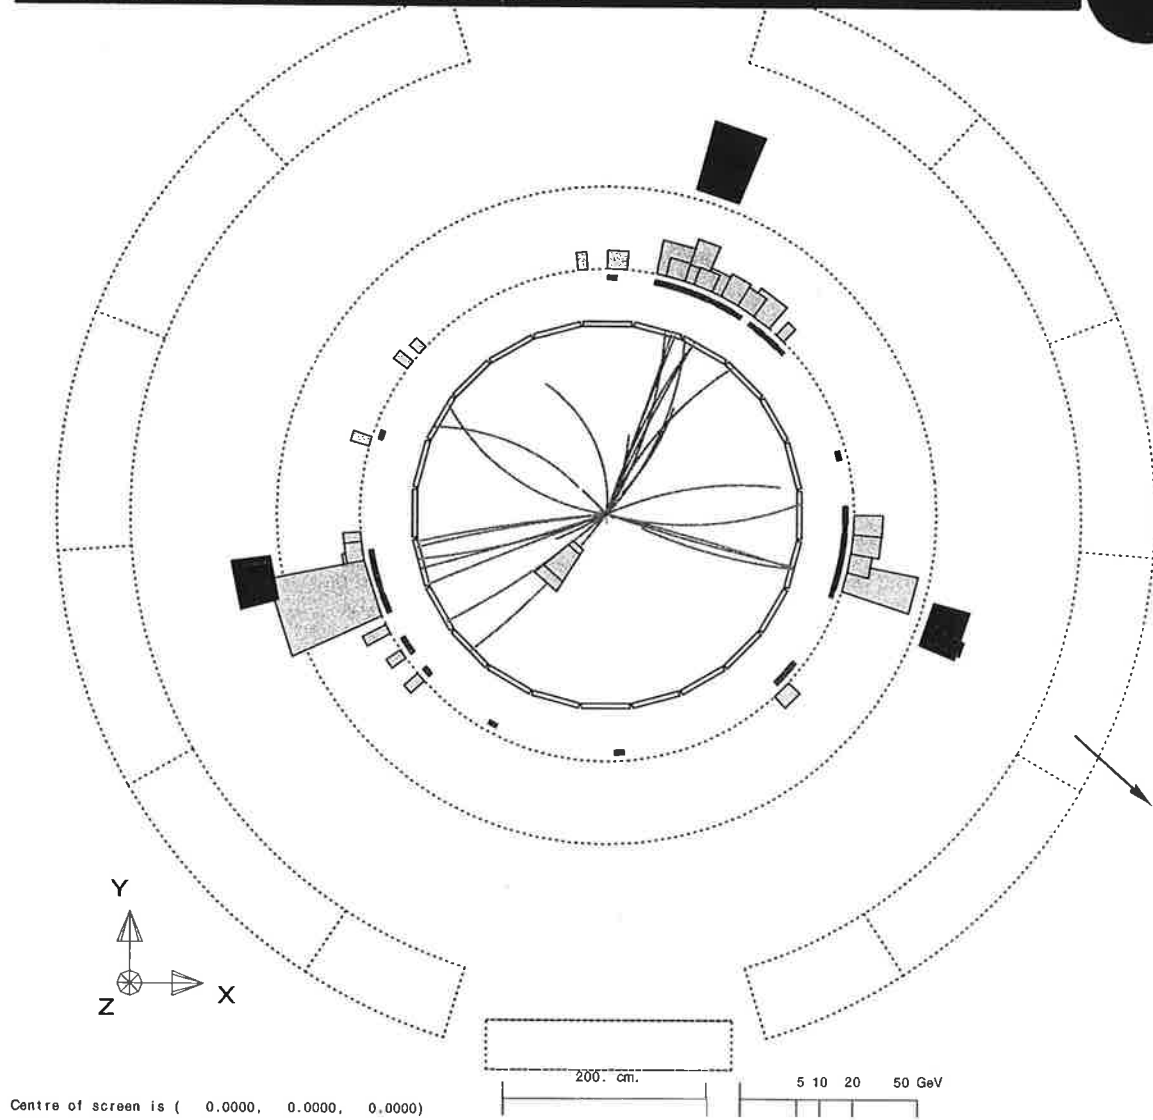 Y
Z X
200. cm.
5 10 20 50 GeV
Centre of screen is ( 0.0000, 0.0000, 0.0000)